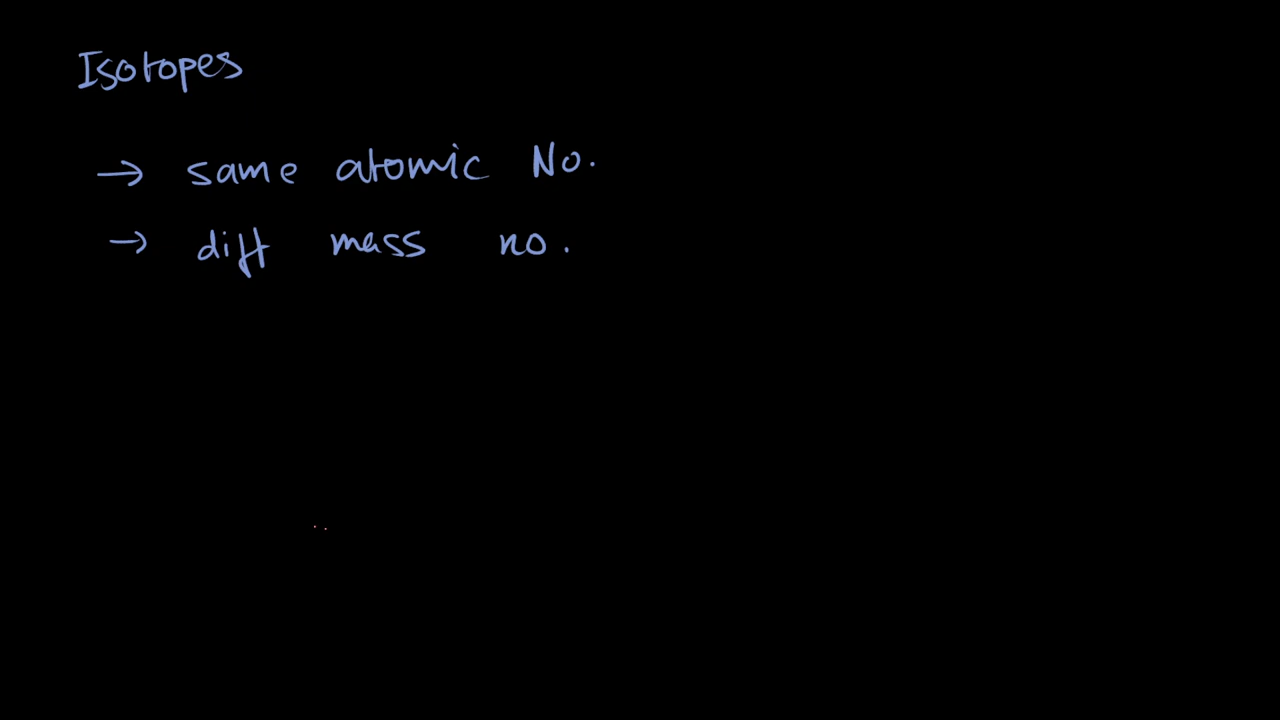 Isotopes
→ same atomic No.
→ diff mass no.